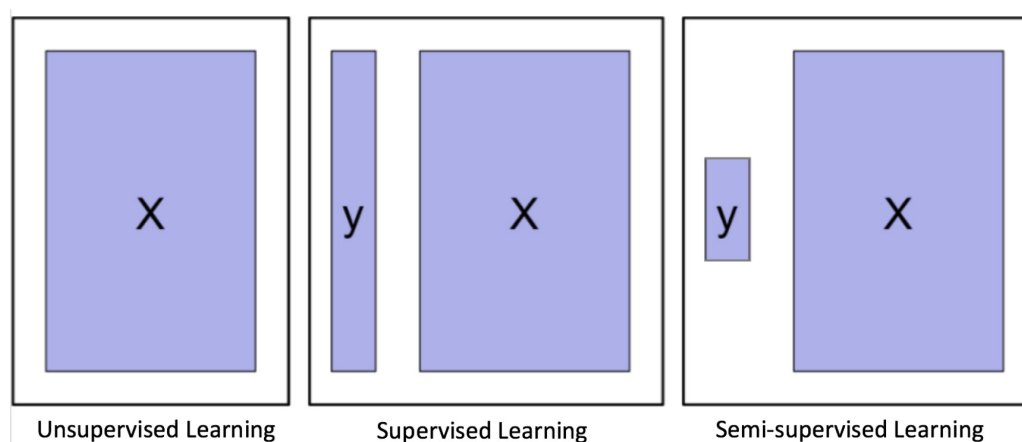 X
y
X
y
X
Unsupervised Learning
Supervised Learning
Semi-supervised Learning